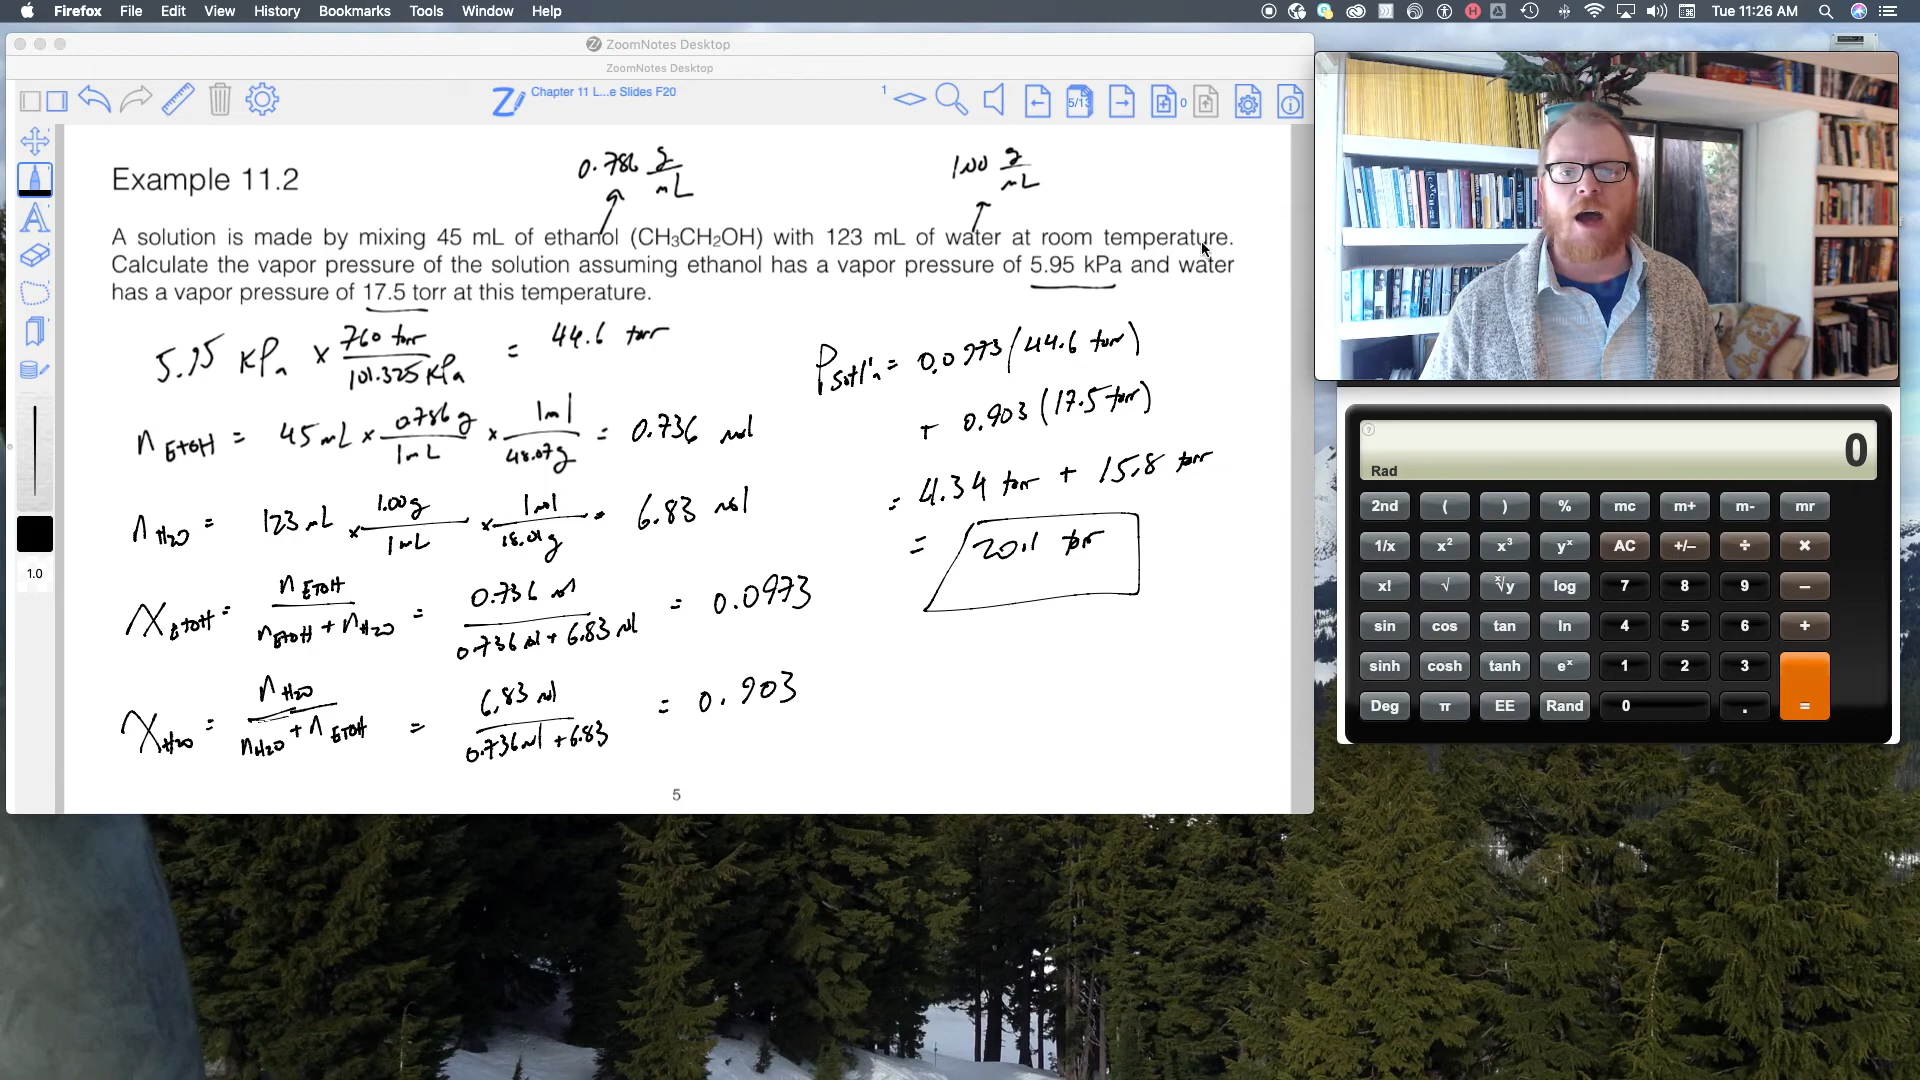 Firefox File Edit View History Bookmarks Tools Window Help
Tue 11:26 AM
ZoomNotes Desktop
ZoomNotes Desktop
Chapter 11 L...e Slides F20
1
5/13
0
1.0
0.786 g/mL
1.00 g/mL
Example 11.2
A solution is made by mixing 45 mL of ethanol (CH₃CH₂OH) with 123 mL of water at room temperature.
Calculate the vapor pressure of the solution assuming ethanol has a vapor pressure of 5.95 kPa and water
has a vapor pressure of 17.5 torr at this temperature.
5.95 KPa × 760 torr / 101.325 KPa = 44.6 torr
n EtOH = 45 mL × 0.786 g / 1 mL × 1 mol / 48.07 g = 0.736 mol
n H₂O = 123 mL × 1.00 g / 1 mL × 1 mol / 18.01 g = 6.83 mol
X EtOH = n EtOH / n EtOH + n H₂O = 0.736 mol / 0.736 mol + 6.83 mol = 0.0973
X H₂O = n H₂O / n H₂O + n EtOH = 6.83 mol / 0.736 mol + 6.83 = 0.903
P sol'n = 0.0973 (44.6 torr)
+ 0.903 (17.5 torr)
= 4.34 torr + 15.8 torr
= 20.1 torr
5
CATCH-22
0
Rad
2nd ( ) % mc m+ m- mr
1/x x² x³ yˣ AC +/− ÷ ×
x! √ ˣ√y log 7 8 9 −
sin cos tan ln 4 5 6 +
sinh cosh tanh eˣ 1 2 3 =
Deg π EE Rand 0 .